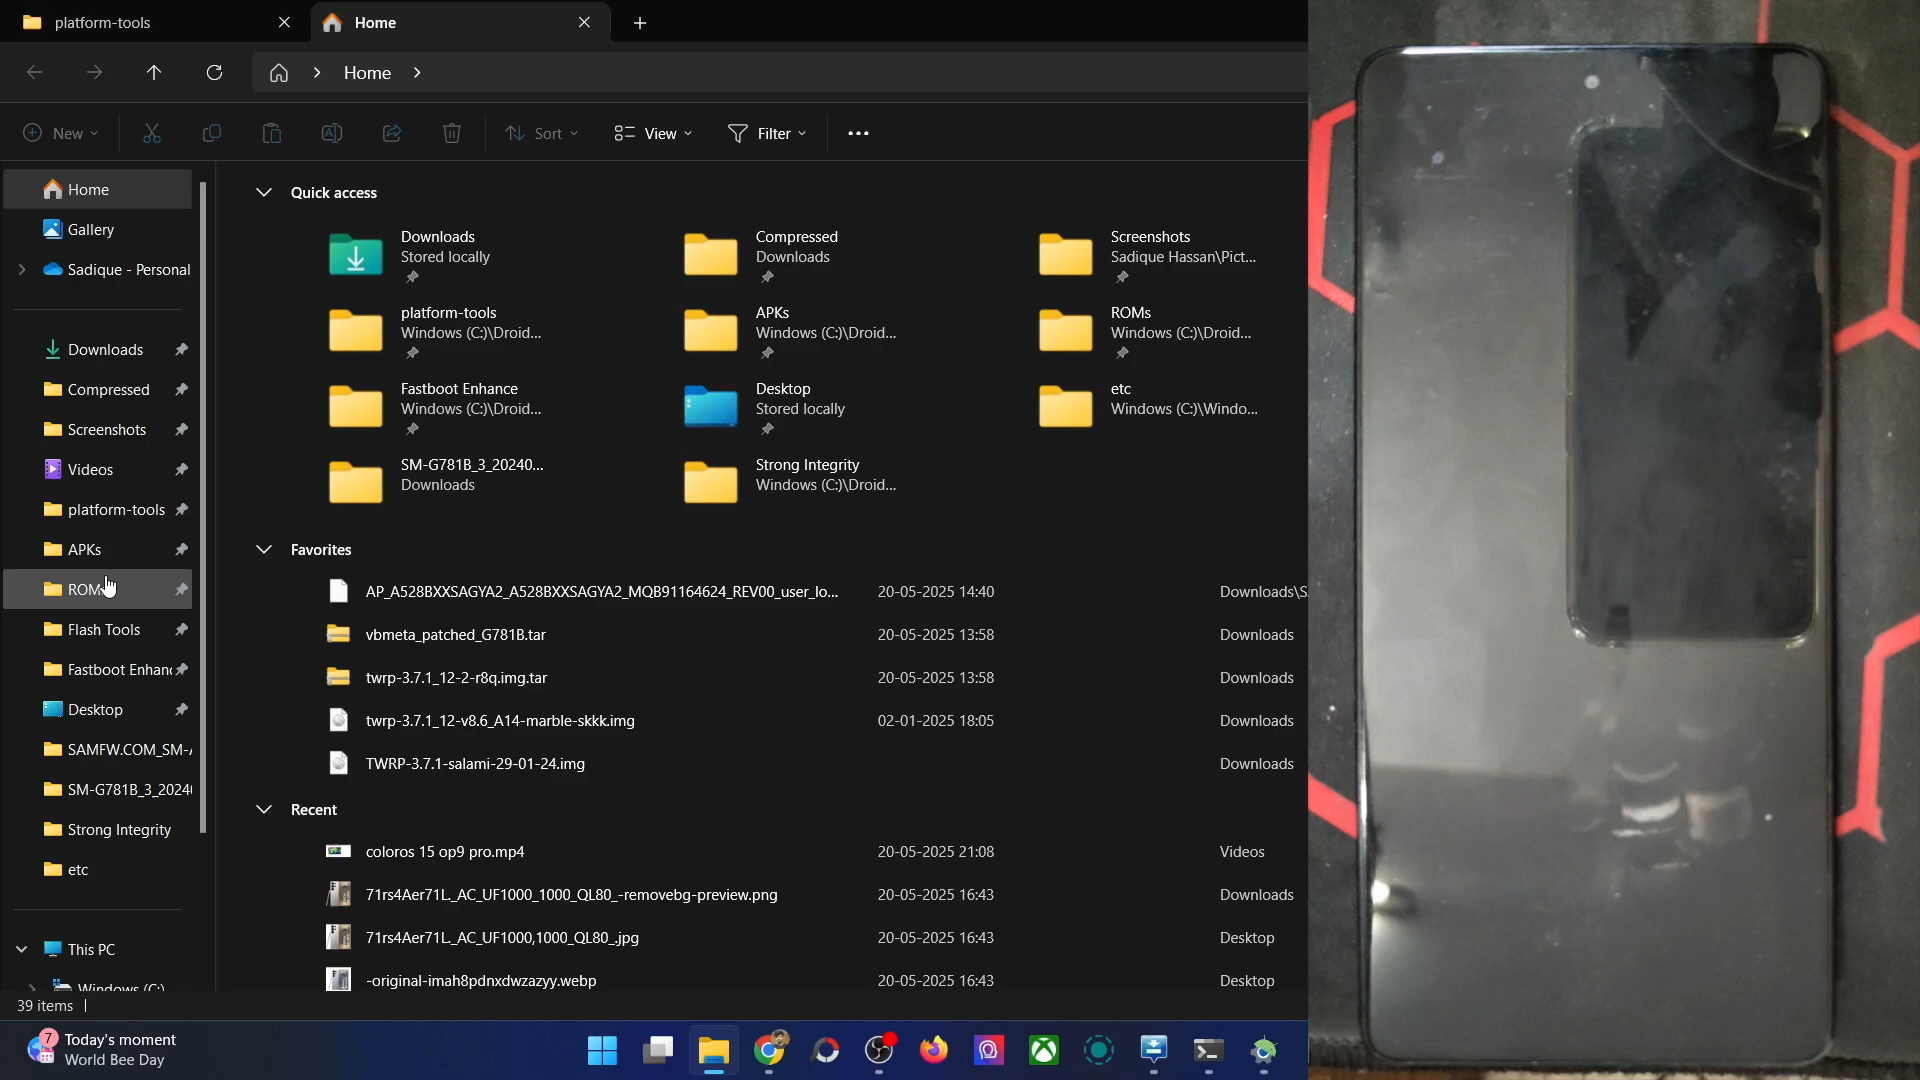 platform-tools
Home
Home
New
Sort
View
Filter
Home
Gallery
Sadique - Personal
Downloads
Compressed
Screenshots
Videos
platform-tools
APKs
ROMs
Flash Tools
Fastboot Enhanc
Desktop
SAMFW.COM_SM-A
SM-G781B_3_2024
Strong Integrity
etc
This PC
Windows (C:)
Quick access
Downloads
Stored locally
Compressed
Downloads
Screenshots
Sadique Hassan\Pict...
platform-tools
Windows (C:)\Droid...
APKs
Windows (C:)\Droid...
ROMs
Windows (C:)\Droid...
Fastboot Enhance
Windows (C:)\Droid...
Desktop
Stored locally
etc
Windows (C:)\Windo...
SM-G781B_3_20240...
Downloads
Strong Integrity
Windows (C:)\Droid...
Favorites
AP_A528BXXSAGYA2_A528BXXSAGYA2_MQB91164624_REV00_user_lo... 20-05-2025 14:40 Downloads\S
vbmeta_patched_G781B.tar 20-05-2025 13:58 Downloads
twrp-3.7.1_12-2-r8q.img.tar 20-05-2025 13:58 Downloads
twrp-3.7.1_12-v8.6_A14-marble-skkk.img 02-01-2025 18:05 Downloads
TWRP-3.7.1-salami-29-01-24.img Downloads
Recent
coloros 15 op9 pro.mp4 20-05-2025 21:08 Videos
71rs4Aer71L._AC_UF1000_1000_QL80_-removebg-preview.png 20-05-2025 16:43 Downloads
71rs4Aer71L._AC_UF1000,1000_QL80_.jpg 20-05-2025 16:43 Desktop
-original-imah8pdnxdwzazyy.webp 20-05-2025 16:43 Desktop
39 items
7
Today's moment
World Bee Day